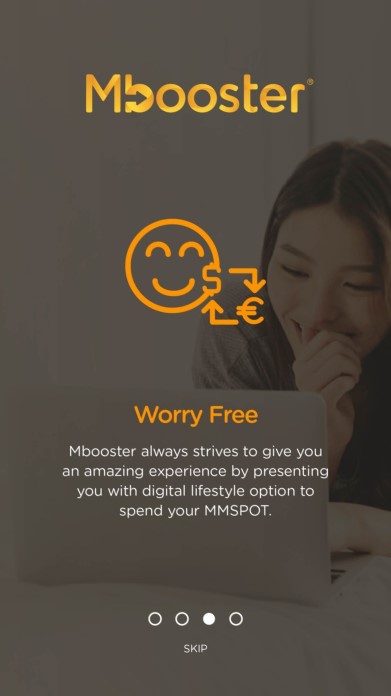 Mbooster®
$
€
Worry Free
Mbooster always strives to give you
an amazing experience by presenting
you with digital lifestyle option to
spend your MMSPOT.
SKIP